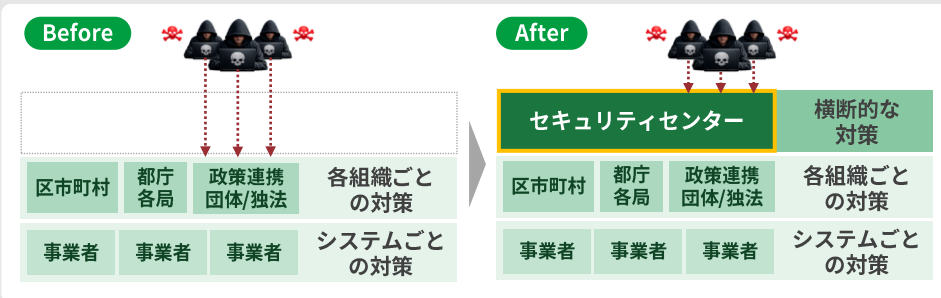 Before
区市町村
都庁
各局
政策連携
団体/独法
各組織ごと
の対策
事業者
事業者
事業者
システムごと
の対策
After
セキュリティセンター
横断的な
対策
区市町村
都庁
各局
政策連携
団体/独法
各組織ごと
の対策
事業者
事業者
事業者
システムごと
の対策